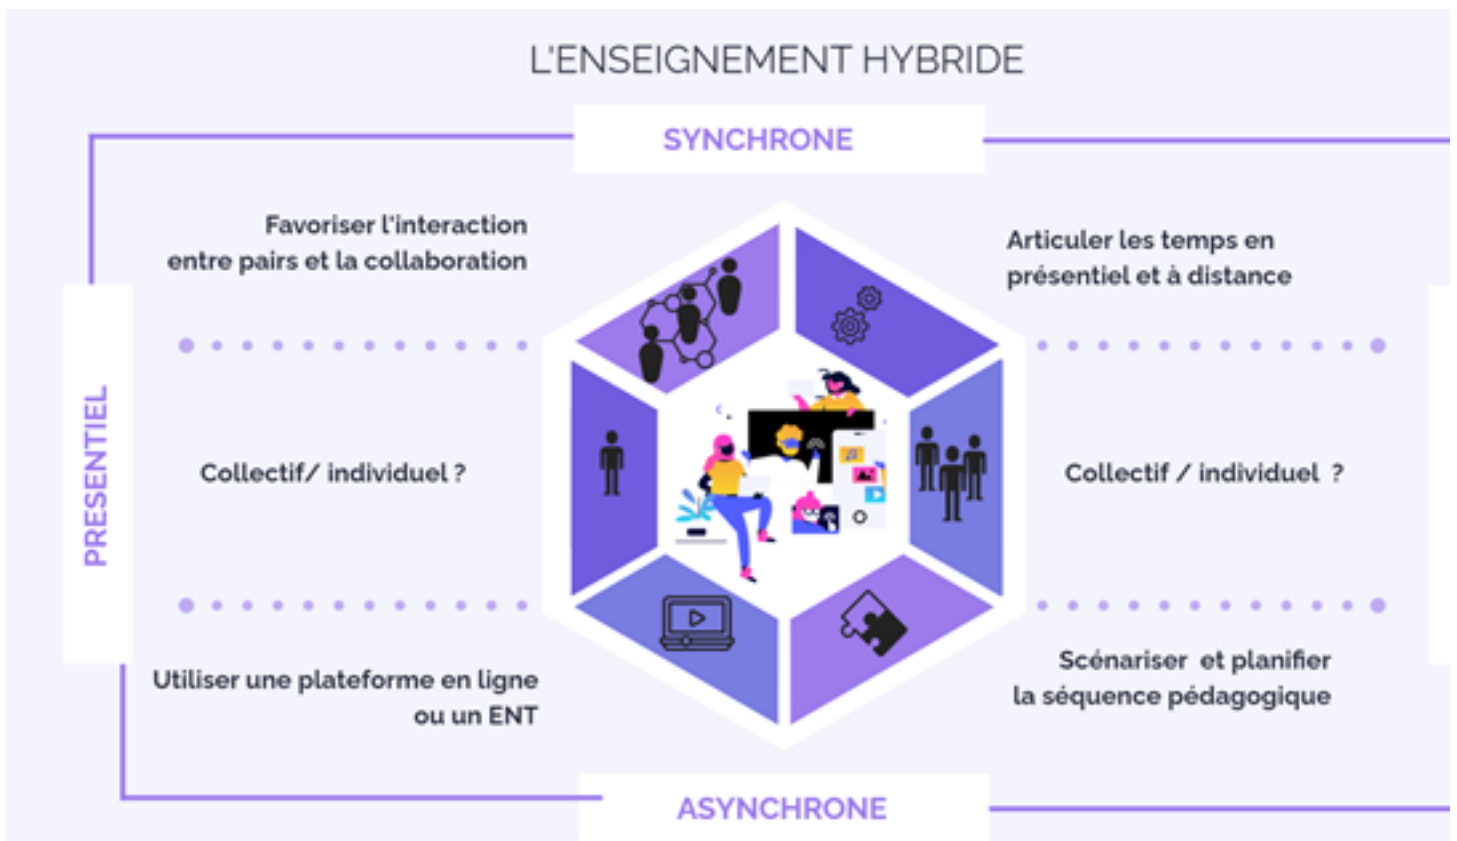 L'ENSEIGNEMENT HYBRIDE
SYNCHRONE
Favoriser l'interaction
entre pairs et la collaboration
Articuler les temps en
présentiel et à distance
PRESENTIEL
Collectif/ individuel ?
Collectif / individuel ?
Utiliser une plateforme en ligne
ou un ENT
Scénariser et planifier
la séquence pédagogique
ASYNCHRONE